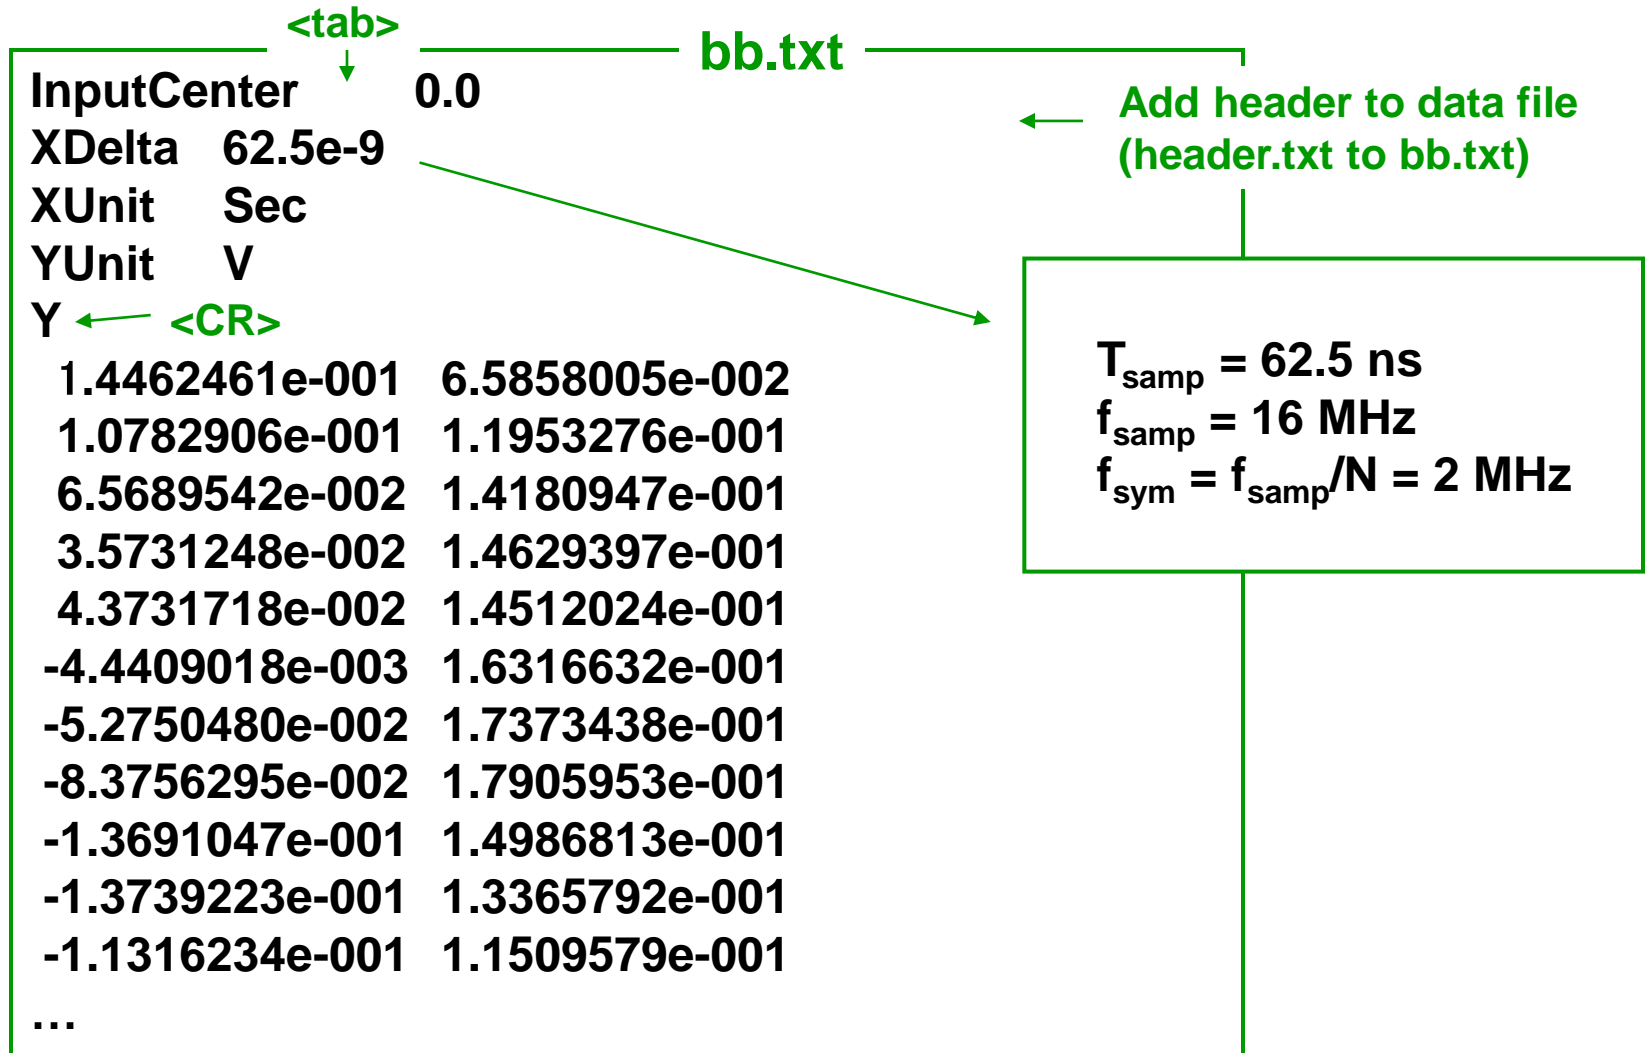 <tab>
bb.txt
InputCenter 0.0
XDelta 62.5e-9
XUnit Sec
YUnit V
Y <CR>
1.4462461e-001 6.5858005e-002
1.0782906e-001 1.1953276e-001
6.5689542e-002 1.4180947e-001
3.5731248e-002 1.4629397e-001
4.3731718e-002 1.4512024e-001
-4.4409018e-003 1.6316632e-001
-5.2750480e-002 1.7373438e-001
-8.3756295e-002 1.7905953e-001
-1.3691047e-001 1.4986813e-001
-1.3739223e-001 1.3365792e-001
-1.1316234e-001 1.1509579e-001
…
Add header to data file
(header.txt to bb.txt)
Tsamp = 62.5 ns
fsamp = 16 MHz
fsym = fsamp/N = 2 MHz